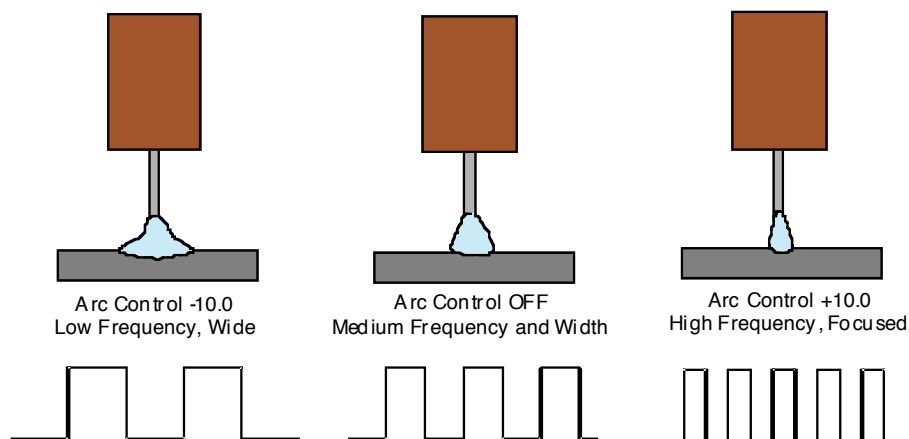 Arc Control -10.0
Low Frequency, Wide
Arc Control OFF
Medium Frequency and Width
Arc Control +10.0
High Frequency, Focused